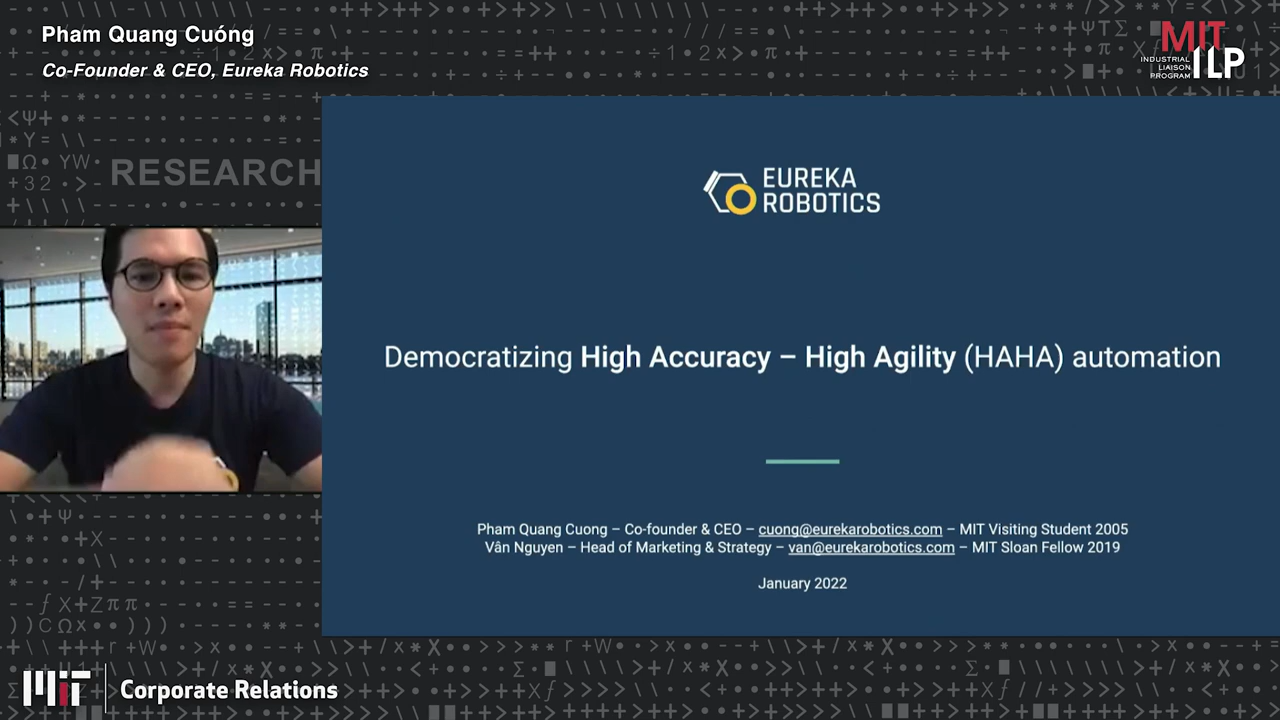 Pham Quang Cuóng
Co-Founder & CEO, Eureka Robotics
MIT
INDUSTRIAL
LIAISON
PROGRAM
ILP
RESEARCH
EUREKA
ROBOTICS
Democratizing High Accuracy – High Agility (HAHA) automation
Pham Quang Cuong – Co-founder & CEO – cuong@eurekarobotics.com – MIT Visiting Student 2005
Vân Nguyen – Head of Marketing & Strategy – van@eurekarobotics.com – MIT Sloan Fellow 2019
January 2022
MIT
Corporate Relations